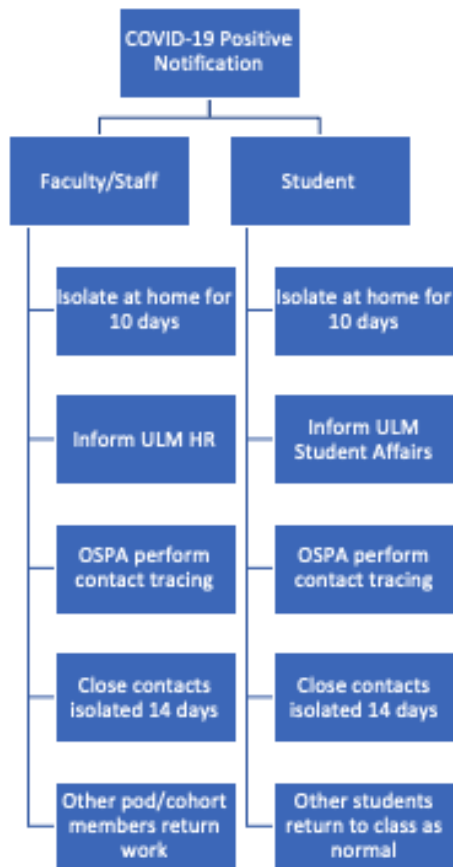 COVID-19 Positive
Notification
Faculty/Staff
Student
Isolate at home for
10 days
Isolate at home for
10 days
Inform ULM HR
Inform ULM
Student Affairs
OSPA perform
contact tracing
OSPA perform
contact tracing
Close contacts
isolated 14 days
Close contacts
isolated 14 days
Other pod/cohort
members return
work
Other students
return to class as
normal